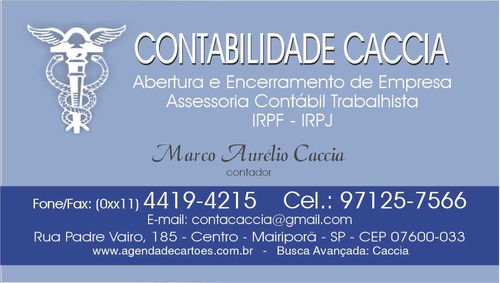 CONTABILIDADE CACCIA
Abertura e Encerramento de Empresa
Assessoria Contábil Trabalhista
IRPF - IRPJ
Marco Aurélio Caccia
contador
Fone/Fax: (0xx11) 4419-4215 Cel.: 97125-7566
E-mail: contacaccia@gmail.com
Rua Padre Vairo, 185 - Centro - Mairiporã - SP - CEP 07600-033
www.agendadecartoes.com.br - Busca Avançada: Caccia